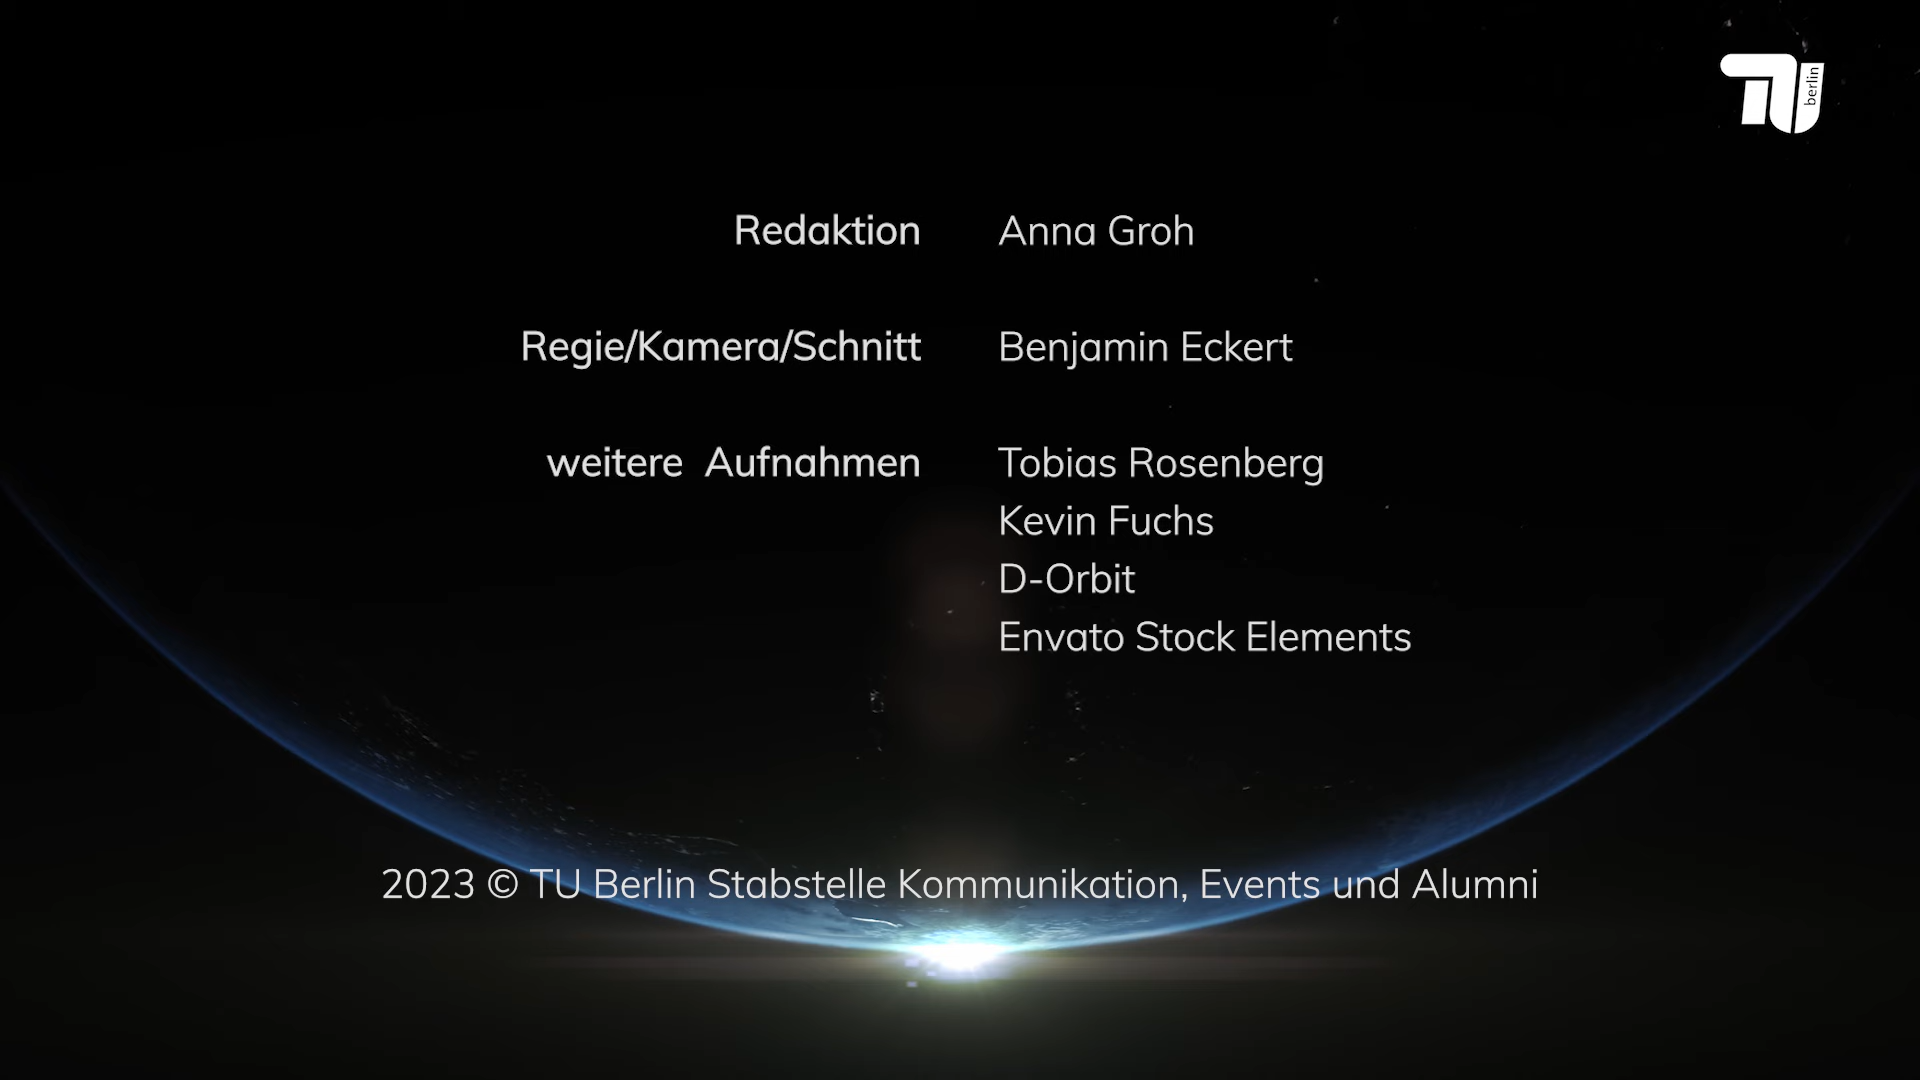 TU berlin
Redaktion Anna Groh
Regie/Kamera/Schnitt Benjamin Eckert
weitere Aufnahmen Tobias Rosenberg
Kevin Fuchs
D-Orbit
Envato Stock Elements
2023 © TU Berlin Stabstelle Kommunikation, Events und Alumni